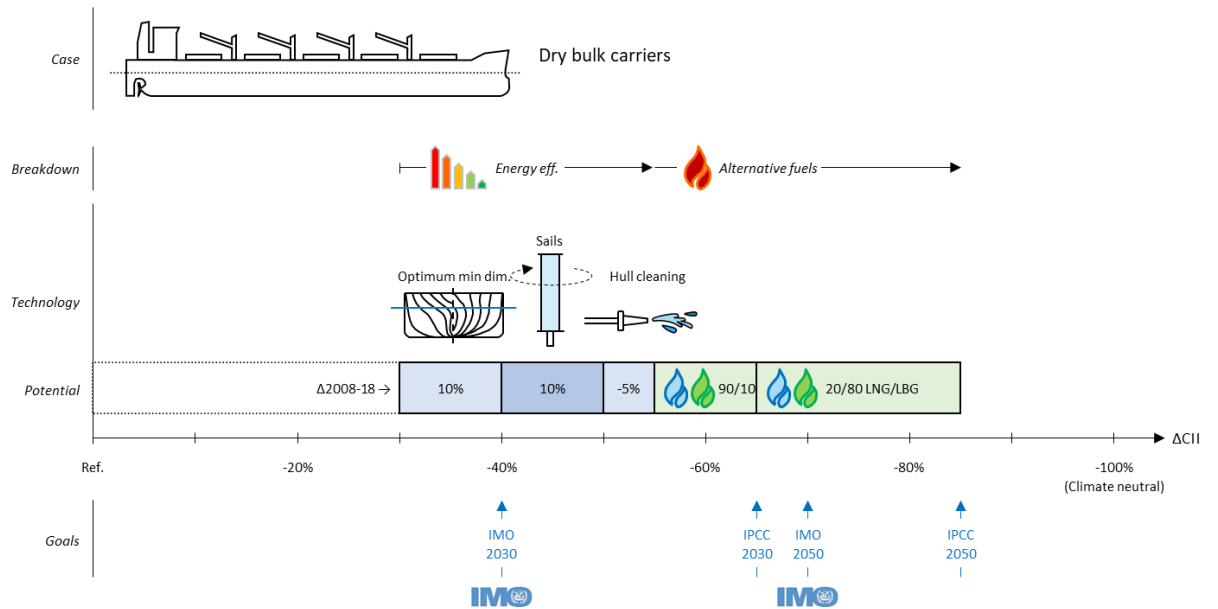 Case
Dry bulk carriers
Breakdown
Energy eff.
Alternative fuels
Sails
Optimum min dim.
Hull cleaning
Technology
Potential
Δ2008-18 →
10%
10%
-5%
90/10
20/80 LNG/LBG
ΔCII
Ref.
-20%
-40%
-60%
-80%
-100%
(Climate neutral)
Goals
IMO
2030
IPCC
2030
IMO
2050
IPCC
2050
IMO
IMO